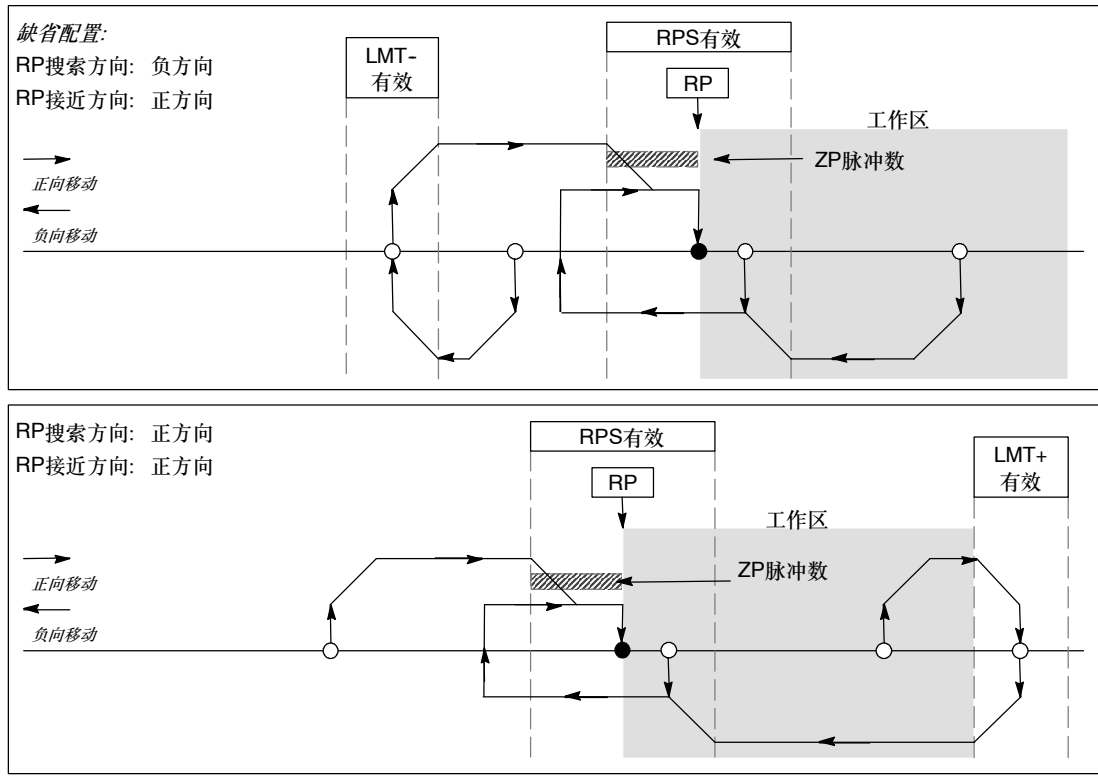 缺省配置:
RP搜索方向: 负方向
RP接近方向: 正方向
LMT-
有效
RPS有效
RP
工作区
ZP脉冲数
正向移动
负向移动
RP搜索方向: 正方向
RP接近方向: 正方向
RPS有效
LMT+
有效
RP
工作区
ZP脉冲数
正向移动
负向移动